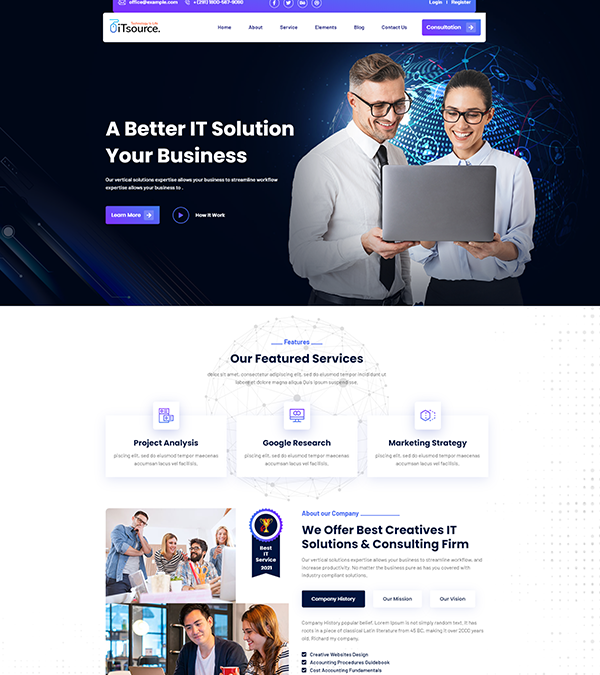 office@example.com +(291) 1800-567-9060 Login | Register
Technology is Life
iTsource.
Home About Service Elements Blog Contact Us Consultation
A Better IT Solution
Your Business
Our vertical solutions expertise allows your business to streamline workflow
expertise allows your business to .
Learn More How It Work
Features
Our Featured Services
dolor sit amet, consectetur adipiscing elit, sed do eiusmod tempor incididunt ut
labore et dolore magna aliqua Quis ipsum suspendisse.
Project Analysis
piscing elit, sed do eiusmod tempor maecenas
accumsan lacus vel facilisis.
Google Research
piscing elit, sed do eiusmod tempor maecenas
accumsan lacus vel facilisis.
Marketing Strategy
piscing elit, sed do eiusmod tempor maecenas
accumsan lacus vel facilisis.
Best
IT
Service
2021
About our Company
We Offer Best Creatives IT
Solutions & Consulting Firm
Our vertical solutions expertise allows your business to streamline workflow, and
increase productivity. No matter the business pure as has you covered with
industry compliant solutions,
Company History Our Mission Our Vision
Company History populai belief, Lorem Ipsum is not simply random text, it has
roots in a piece of classical Latin literature from 45 BC, making it over 2000 years
old, Richard my company.
Creative Websites Design
Accounting Procedures Guidebook
Cost Accounting Fundamentals